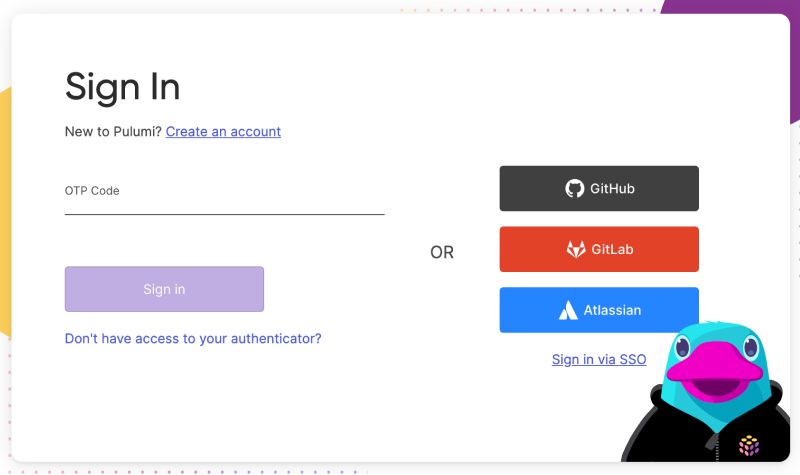 Sign In
New to Pulumi? Create an account
OTP Code
Sign in
Don't have access to your authenticator?
OR
GitHub
GitLab
Atlassian
Sign in via SSO